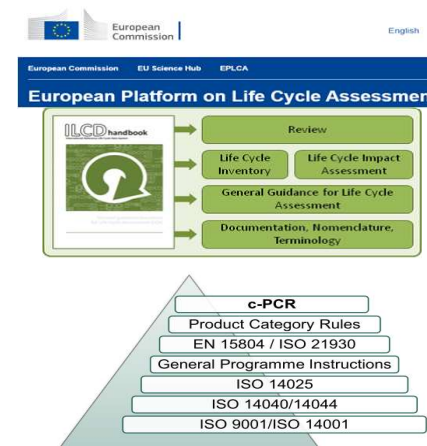 European
Commission
English
European Commission EU Science Hub EPLCA
European Platform on Life Cycle Assessmen
ILCD handbook
Review
Life Cycle
Inventory
Life Cycle Impact
Assessment
General Guidance for Life Cycle
Assessment
Documentation, Nomenclature,
Terminology
c-PCR
Product Category Rules
EN 15804 / ISO 21930
General Programme Instructions
ISO 14025
ISO 14040/14044
ISO 9001/ISO 14001